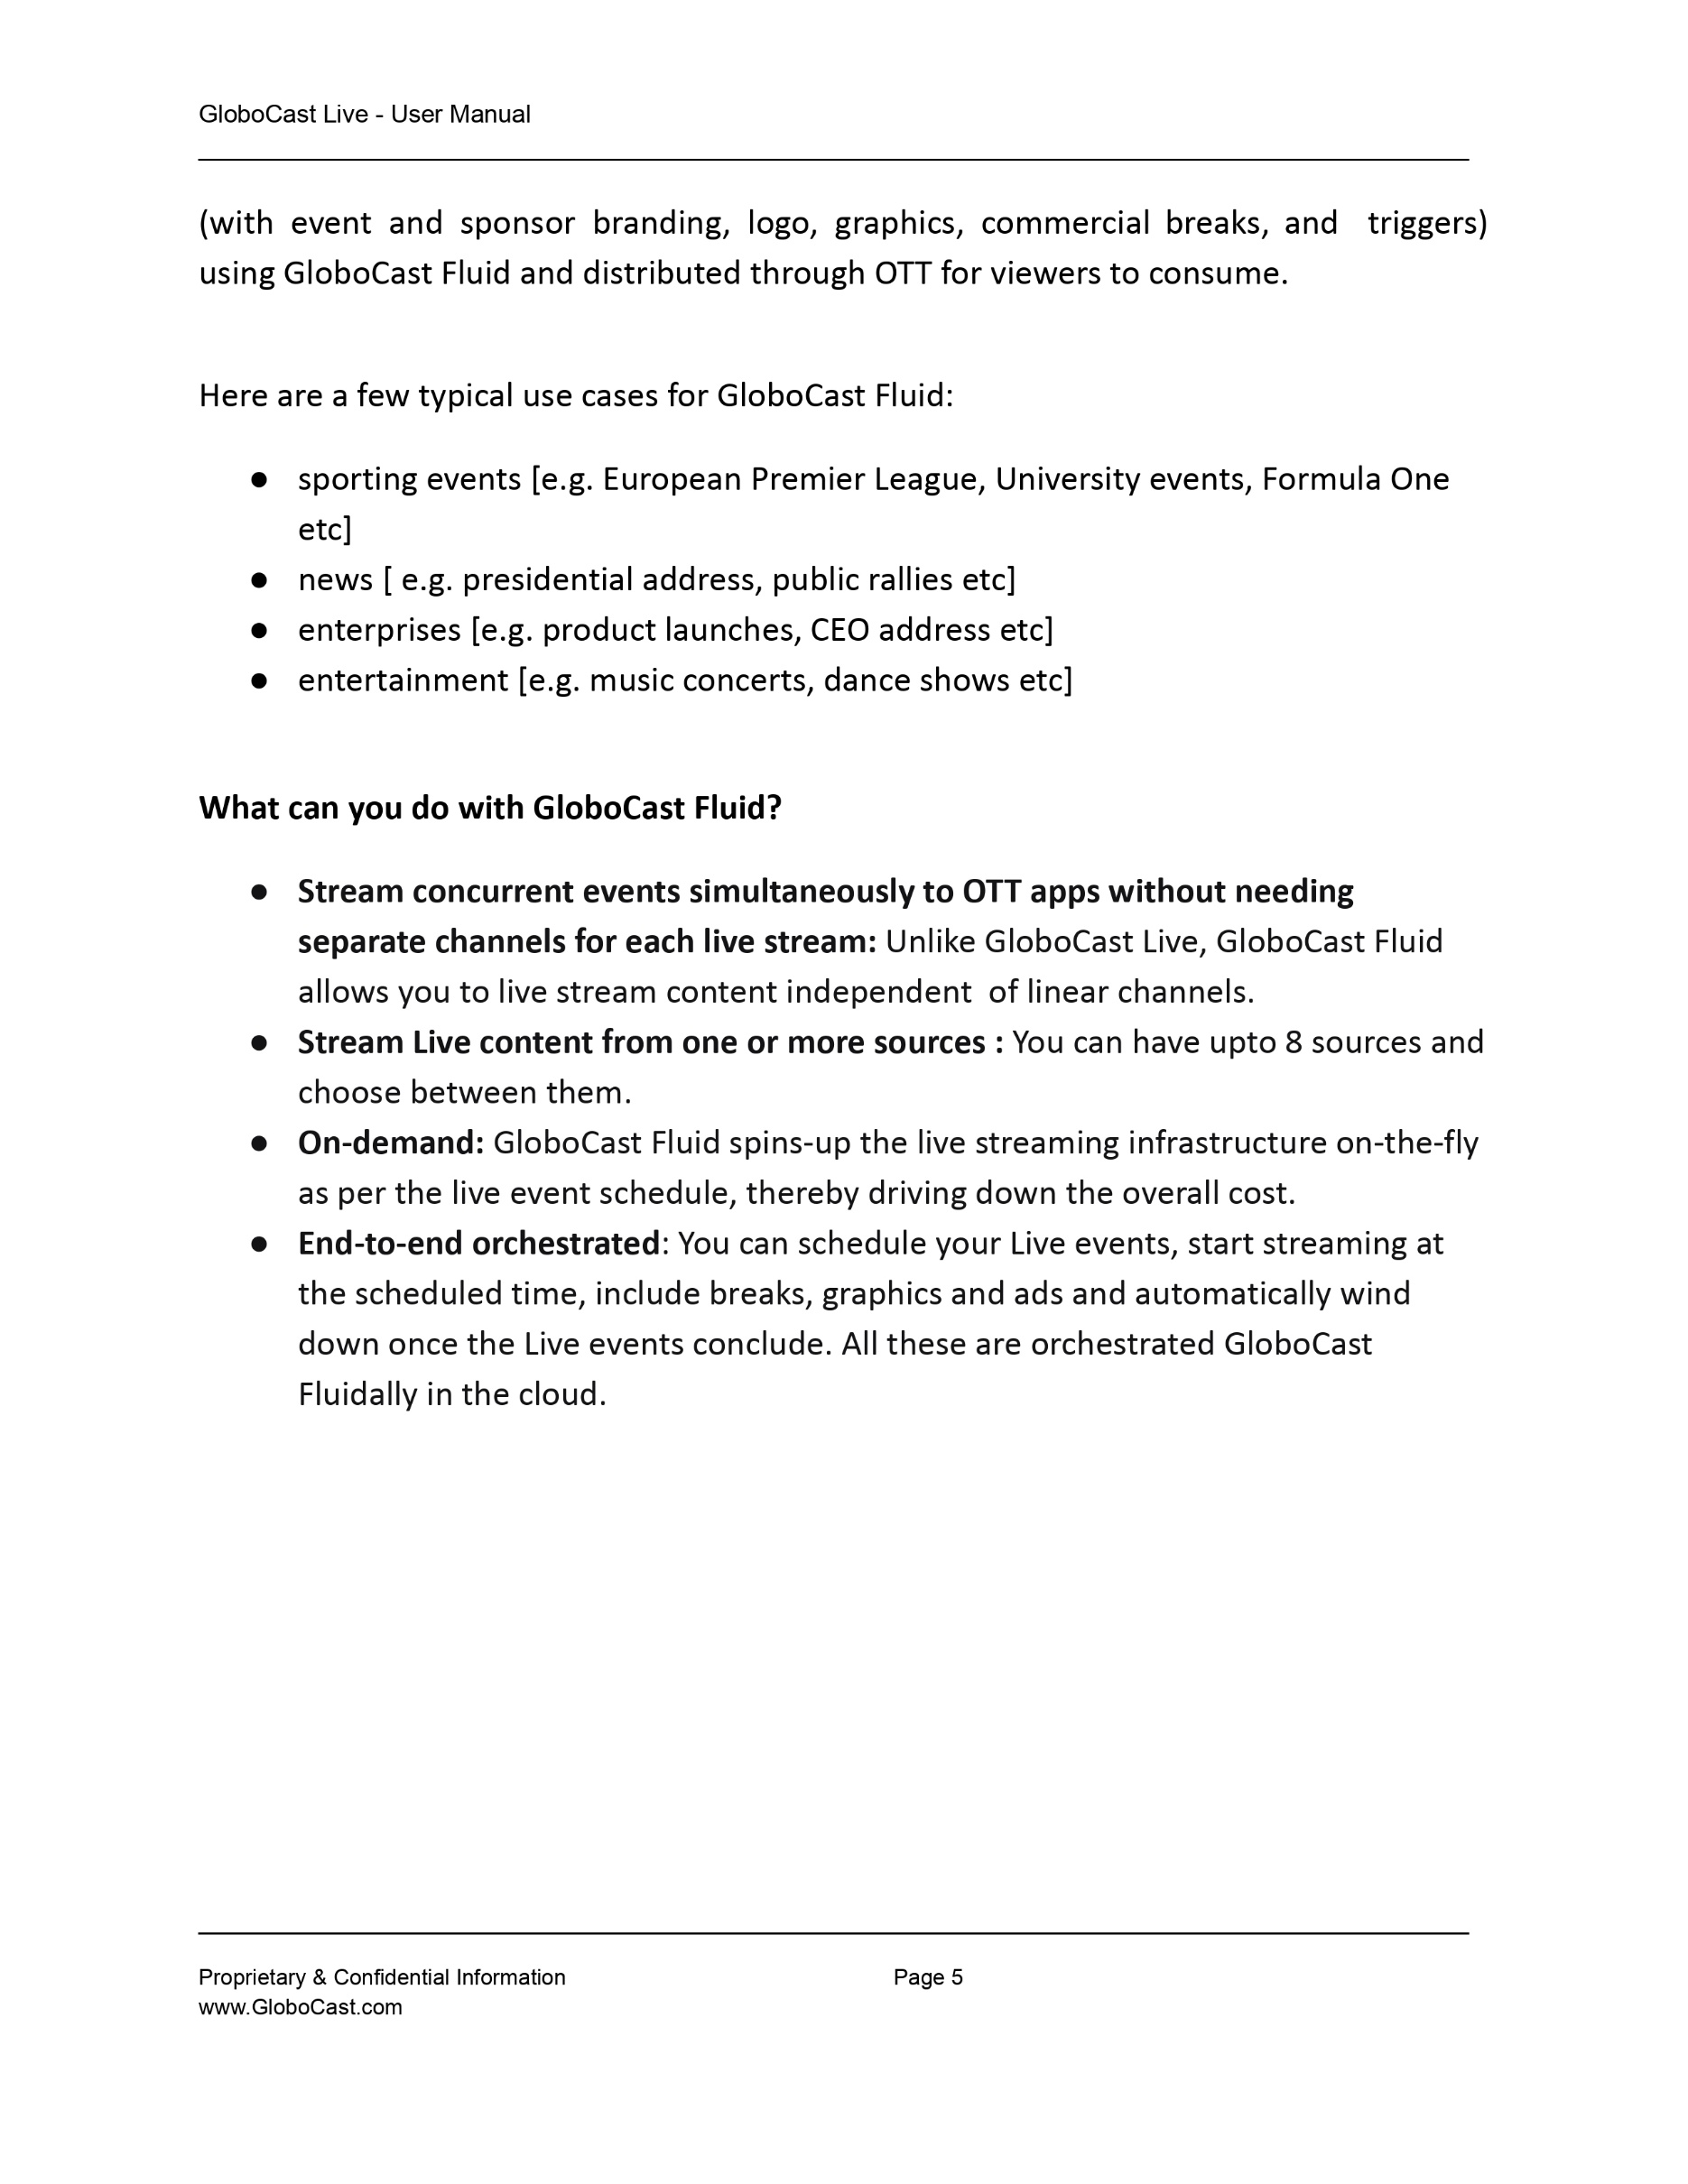 GloboCast Live - User Manual
(with event and sponsor branding, logo, graphics, commercial breaks, and triggers)
using GloboCast Fluid and distributed through OTT for viewers to consume.
Here are a few typical use cases for GloboCast Fluid:
● sporting events [e.g. European Premier League, University events, Formula One
etc]
● news [ e.g. presidential address, public rallies etc]
● enterprises [e.g. product launches, CEO address etc]
● entertainment [e.g. music concerts, dance shows etc]
What can you do with GloboCast Fluid?
● Stream concurrent events simultaneously to OTT apps without needing
separate channels for each live stream: Unlike GloboCast Live, GloboCast Fluid
allows you to live stream content independent of linear channels.
● Stream Live content from one or more sources : You can have upto 8 sources and
choose between them.
● On-demand: GloboCast Fluid spins-up the live streaming infrastructure on-the-fly
as per the live event schedule, thereby driving down the overall cost.
● End-to-end orchestrated: You can schedule your Live events, start streaming at
the scheduled time, include breaks, graphics and ads and automatically wind
down once the Live events conclude. All these are orchestrated GloboCast
Fluidally in the cloud.
Proprietary & Confidential Information Page 5
www.GloboCast.com